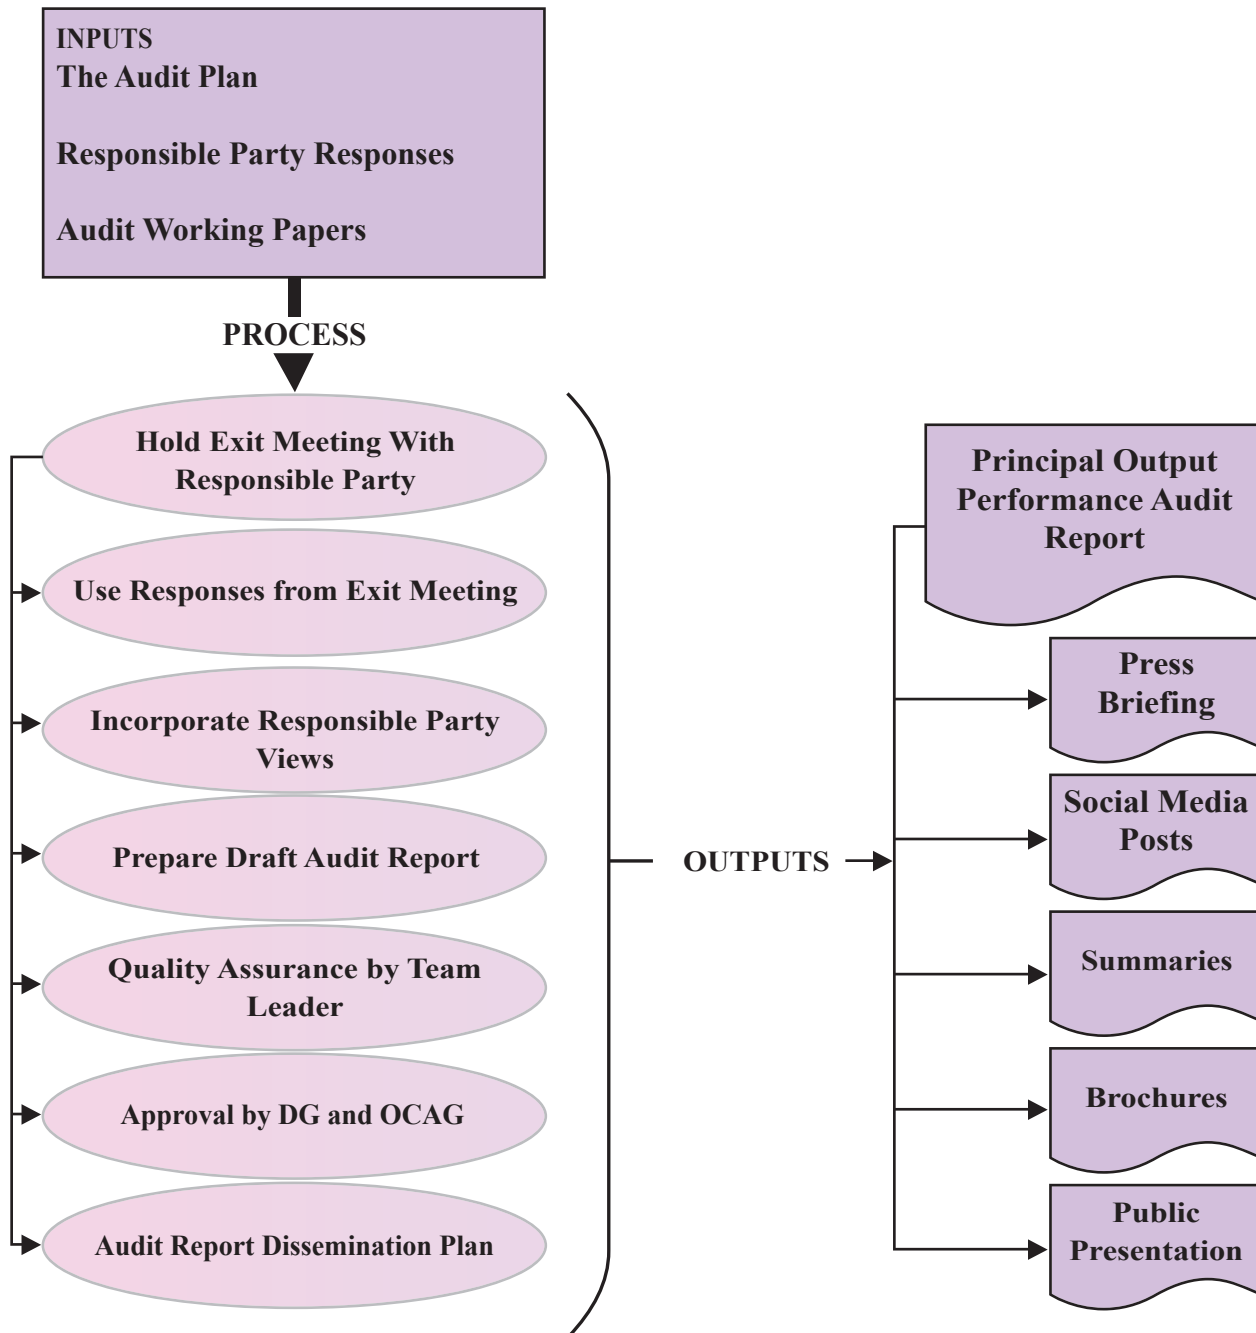 INPUTS
The Audit Plan
Responsible Party Responses
Audit Working Papers
PROCESS
Hold Exit Meeting With
Responsible Party
Use Responses from Exit Meeting
Incorporate Responsible Party
Views
Prepare Draft Audit Report
Quality Assurance by Team
Leader
Approval by DG and OCAG
Audit Report Dissemination Plan
OUTPUTS
Principal Output
Performance Audit
Report
Press
Briefing
Social Media
Posts
Summaries
Brochures
Public
Presentation